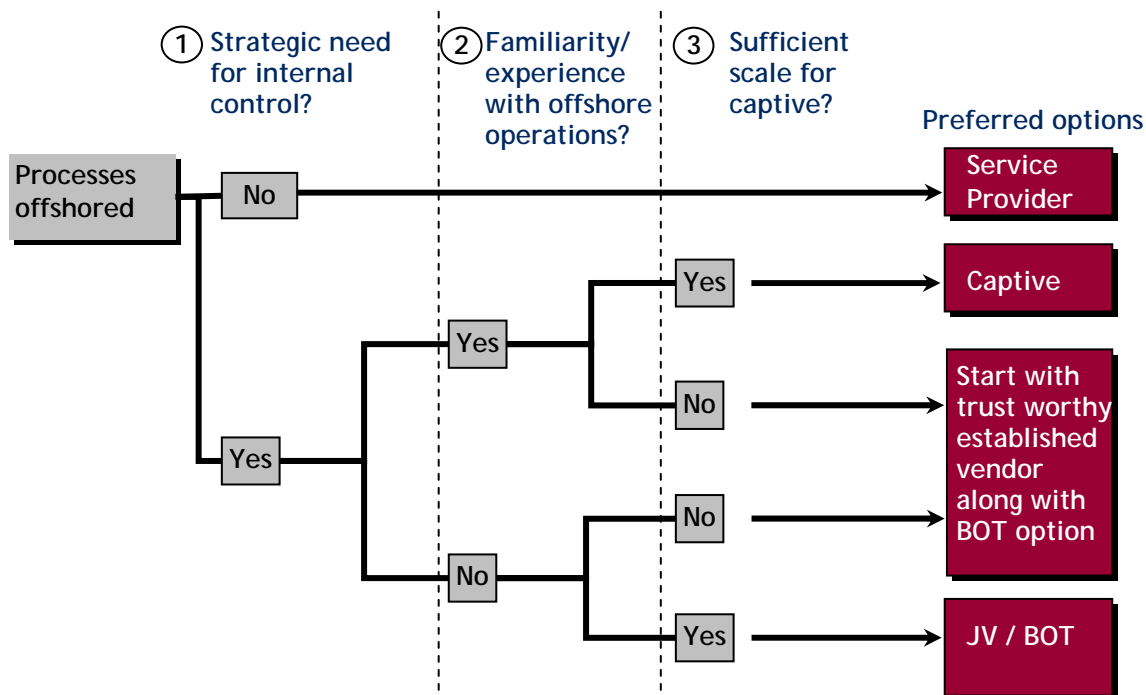 1 Strategic need
for internal
control?
2 Familiarity/
experience
with offshore
operations?
3 Sufficient
scale for
captive?
Preferred options
Processes
offshored
No
Service
Provider
Yes
Captive
Yes
No
Start with
trust worthy
established
vendor
along with
BOT option
Yes
No
No
Yes
JV / BOT